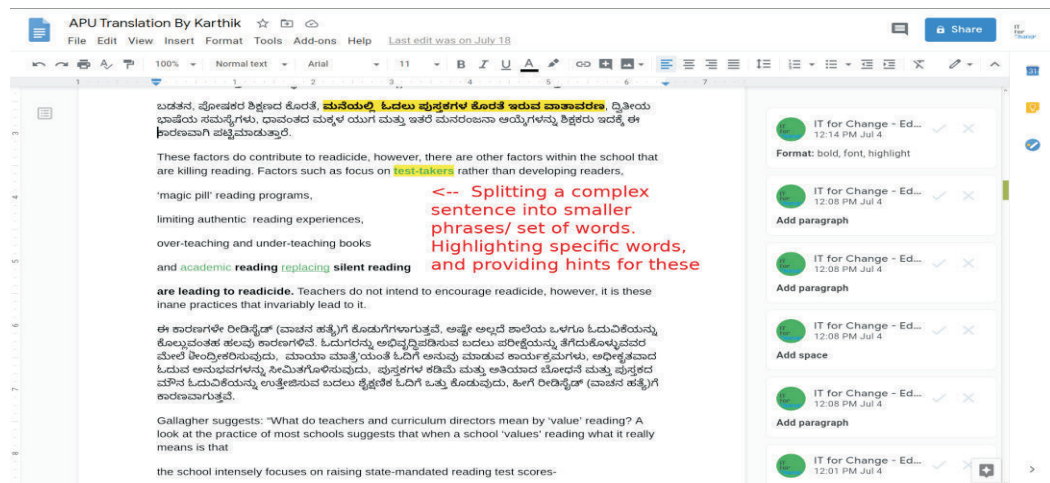 APU Translation By Karthik
File Edit View Insert Format Tools Add-ons Help Last edit was on July 18
Share
100% Normal text Arial 11 B I U A
1 1 2 3 4 5 6 7
ಬಡತನ, ಪೋಷಕರ ಶಿಕ್ಷಣದ ಕೊರತೆ, ಮನೆಯಲ್ಲಿ ಓದಲು ಪುಸ್ತಕಗಳ ಕೊರತೆ ಇರುವ ವಾತಾವರಣ, ದ್ವಿತೀಯ
ಭಾಷೆಯ ಸಮಸ್ಯೆಗಳು, ಧಾವಂತದ ಮಕ್ಕಳ ಯುಗ ಮತ್ತು ಇತರೆ ಮನರಂಜನಾ ಆಯ್ಕೆಗಳನ್ನು ಶಿಕ್ಷಕರು ಇದಕ್ಕೆ ಈ
ಕಾರಣವಾಗಿ ಪಟ್ಟಿಮಾಡುತ್ತಾರೆ.
These factors do contribute to readicide, however, there are other factors within the school that
are killing reading. Factors such as focus on test-takers rather than developing readers,
'magic pill' reading programs,
limiting authentic reading experiences,
over-teaching and under-teaching books
and academic reading replacing silent reading
<-- Splitting a complex
sentence into smaller
phrases/ set of words.
Highlighting specific words,
and providing hints for these
are leading to readicide. Teachers do not intend to encourage readicide, however, it is these
inane practices that invariably lead to it.
ಈ ಕಾರಣಗಳೇ ರೀಡಿಸೈಡ್ (ವಾಚನ ಹತ್ಯೆ)ಗೆ ಕೊಡುಗೆಗಳಾಗುತ್ತವೆ, ಅಷ್ಟೇ ಅಲ್ಲದೆ ಶಾಲೆಯ ಒಳಗೂ ಓದುವಿಕೆಯನ್ನು
ಕೊಲ್ಲುವಂತಹ ಹಲವು ಕಾರಣಗಳಿವೆ. ಓದುಗರನ್ನು ಅಭಿವೃದ್ಧಿಪಡಿಸುವ ಬದಲು ಪರೀಕ್ಷೆಯನ್ನು ತೆಗೆದುಕೊಳ್ಳುವವರ
ಮೇಲೆ ಕೇಂದ್ರೀಕರಿಸುವುದು, ಮಾಯಾ ಮಾತ್ರೆ'ಯಂತೆ ಓದಿಗೆ ಅನುವು ಮಾಡುವ ಕಾರ್ಯಕ್ರಮಗಳು, ಅಧೀಕೃತವಾದ
ಓದುವ ಅನುಭವಗಳನ್ನು ಸೀಮಿತಗೊಳಿಸುವುದು, ಪುಸ್ತಕಗಳ ಕಡಿಮೆ ಮತ್ತು ಅತಿಯಾದ ಬೋಧನೆ ಮತ್ತು ಪುಸ್ತಕದ
ಮೌನ ಓದುವಿಕೆಯನ್ನು ಉತ್ತೇಜಿಸುವ ಬದಲು ಶೈಕ್ಷಣಿಕ ಓದಿಗೆ ಒತ್ತು ಕೊಡುವುದು, ಹೀಗೆ ರೀಡಿಸೈಡ್ (ವಾಚನ ಹತ್ಯೆ)ಗೆ
ಕಾರಣವಾಗುತ್ತವೆ.
Gallagher suggests: “What do teachers and curriculum directors mean by ‘value’ reading? A
look at the practice of most schools suggests that when a school ‘values’ reading what it really
means is that
the school intensely focuses on raising state-mandated reading test scores-
IT for Change - Ed...
12:14 PM Jul 4
Format: bold, font, highlight
IT for Change - Ed...
12:08 PM Jul 4
Add paragraph
IT for Change - Ed...
12:08 PM Jul 4
Add paragraph
IT for Change - Ed...
12:08 PM Jul 4
Add space
IT for Change - Ed...
12:08 PM Jul 4
Add paragraph
IT for Change - Ed...
12:01 PM Jul 4